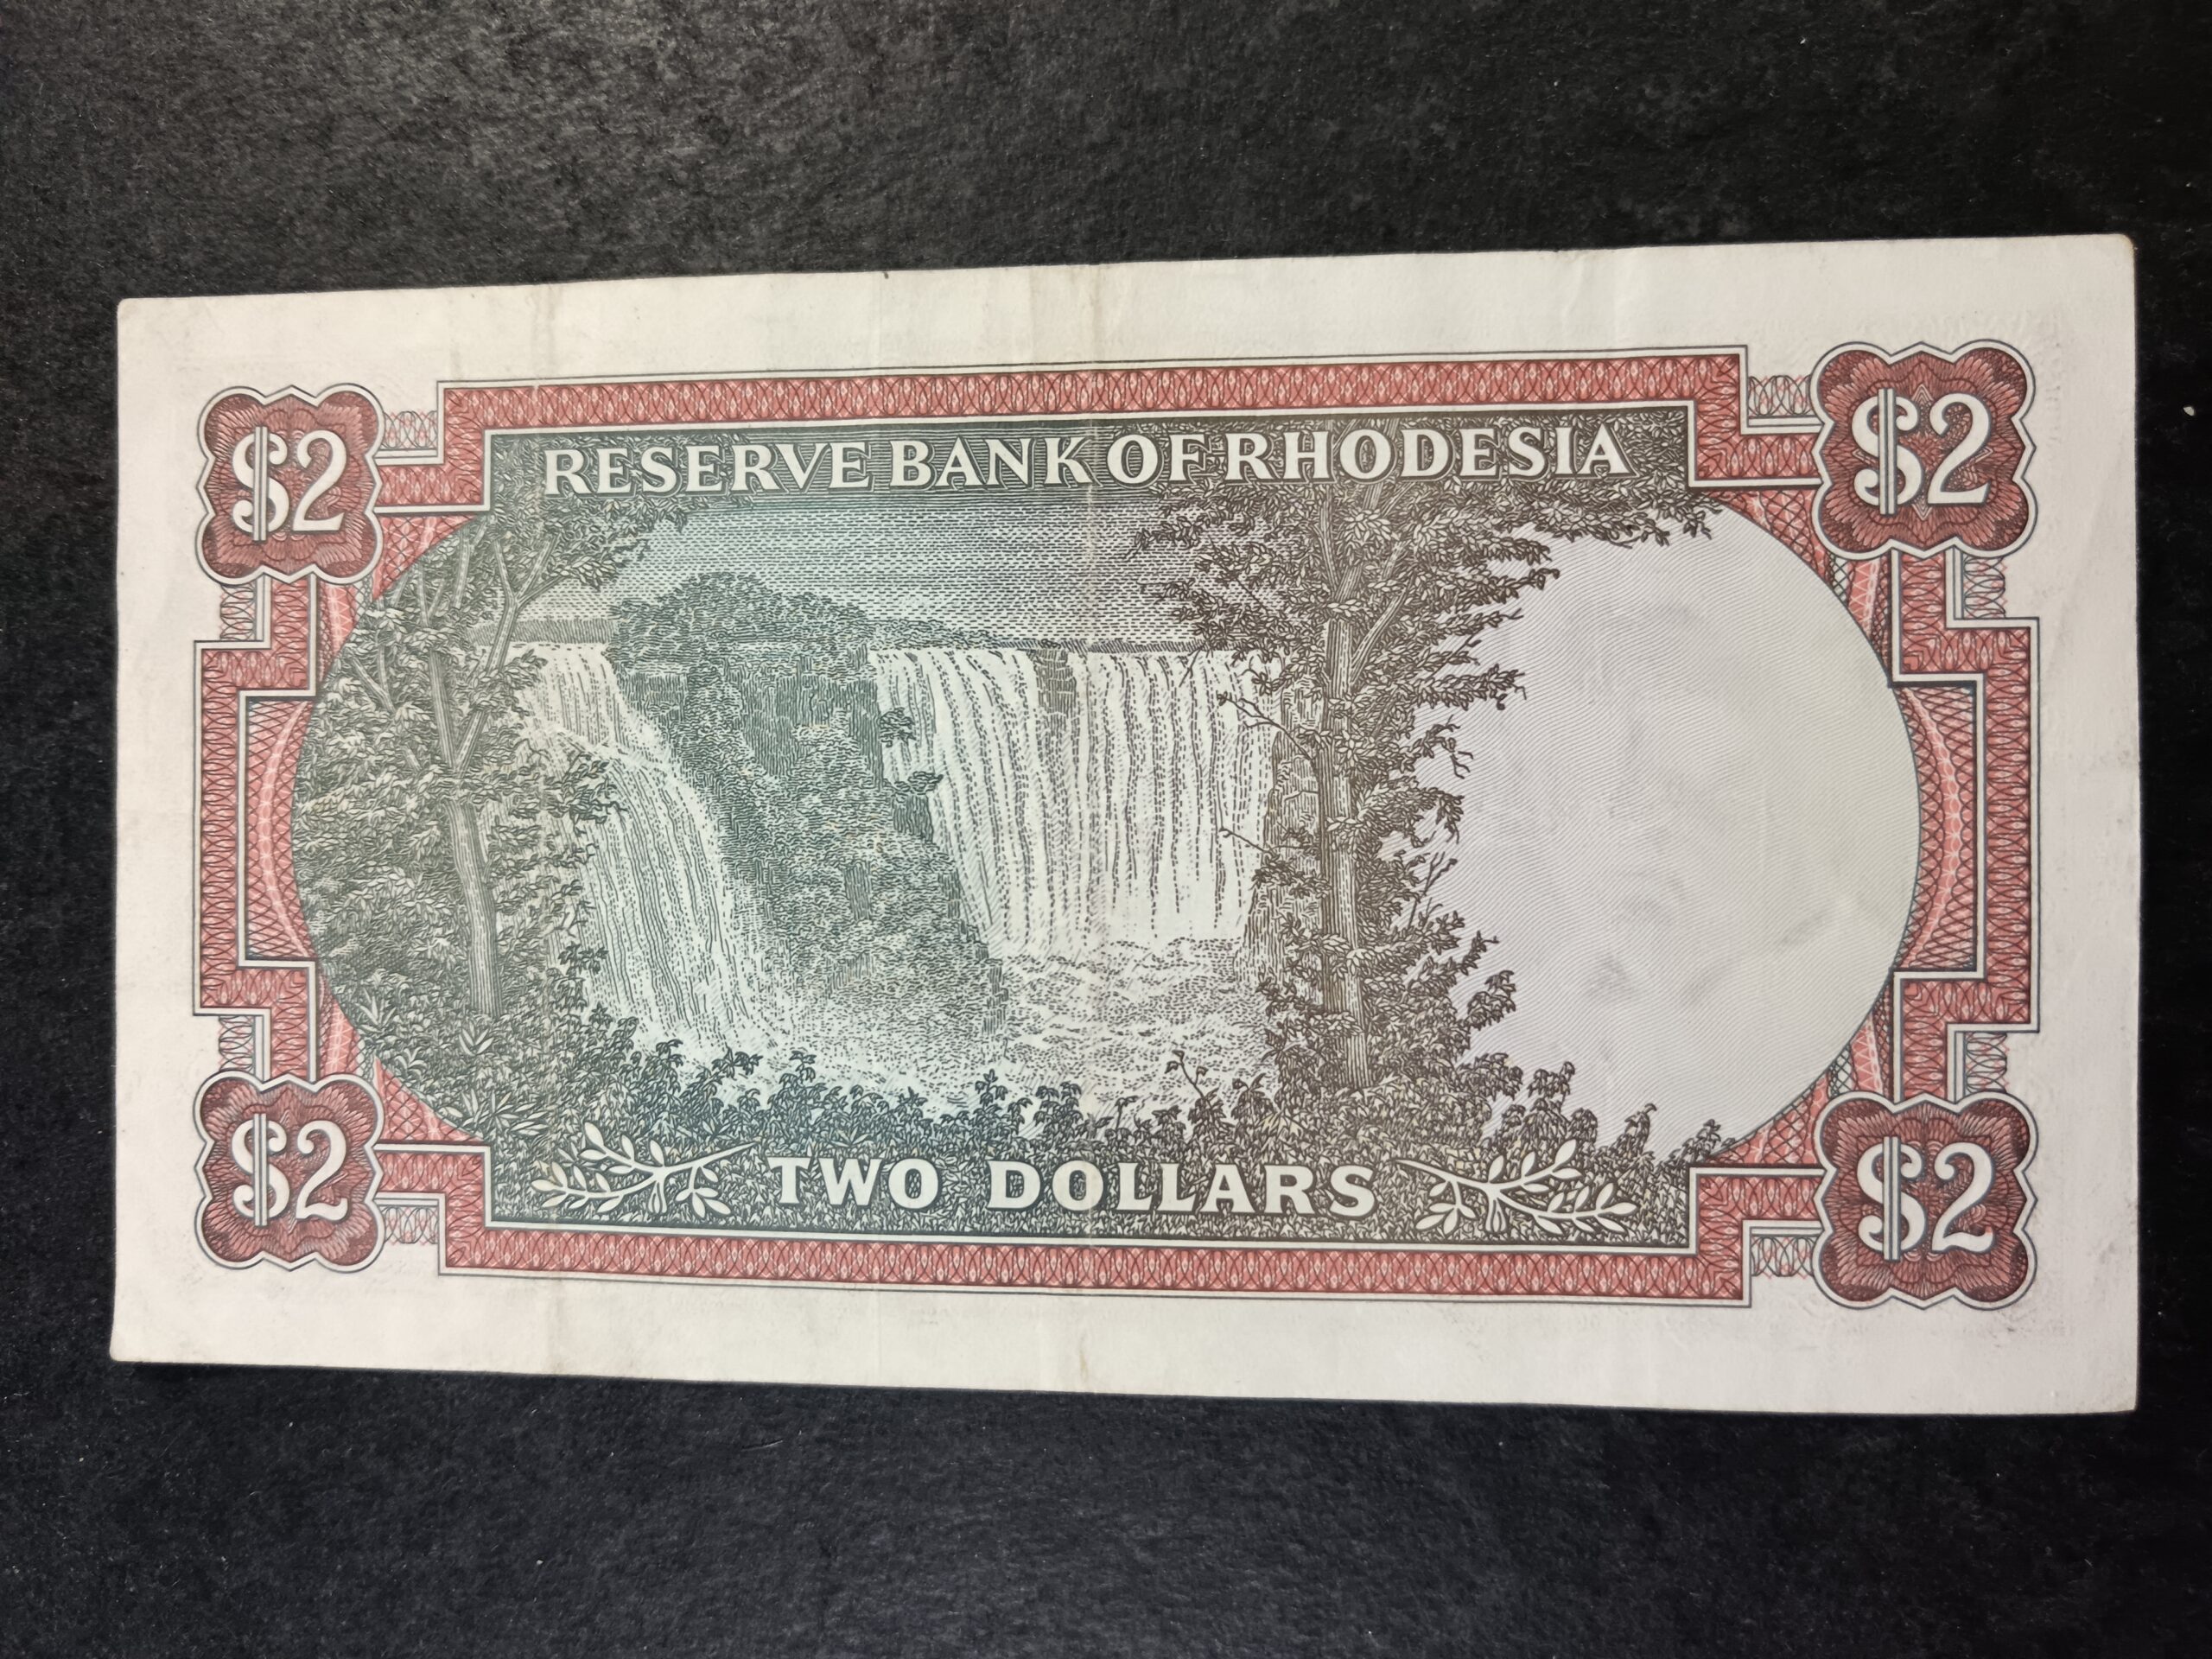 $2 $2
RESERVE BANK OF RHODESIA
TWO DOLLARS
$2 $2